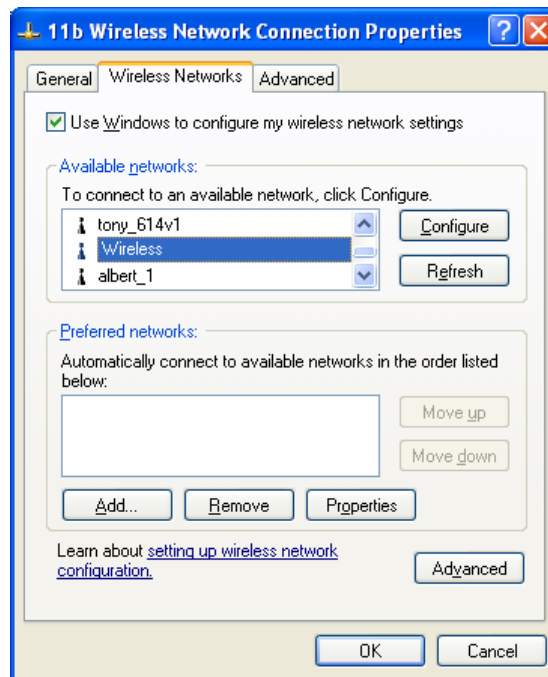 11b Wireless Network Connection Properties
General Wireless Networks Advanced
Use Windows to configure my wireless network settings
Available networks:
To connect to an available network, click Configure.
tony_614v1
Wireless
albert_1
Configure
Refresh
Preferred networks:
Automatically connect to available networks in the order listed
below:
Move up
Move down
Add... Remove Properties
Learn about setting up wireless network
configuration.
Advanced
OK Cancel